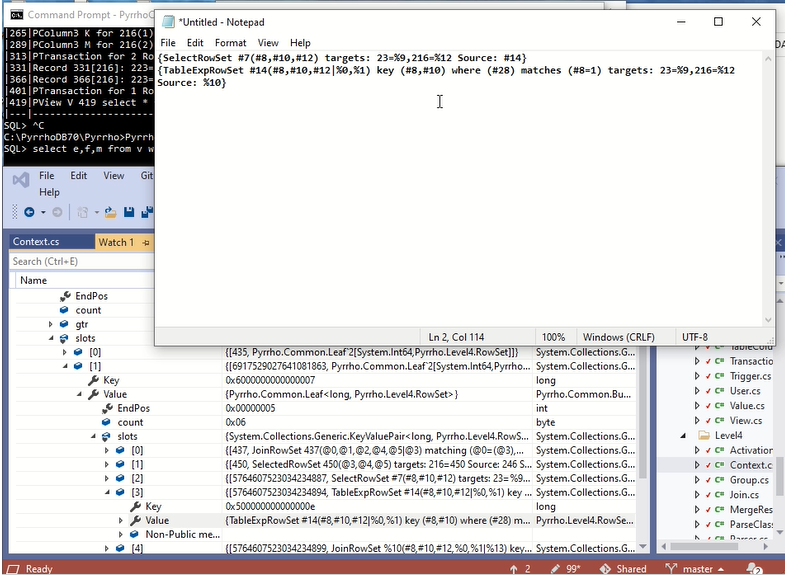 Command Prompt - PyrrhoC
|265|PColumn3 K for 216(1)
|289|PColumn3 M for 216(2)
|313|PTransaction for 2 Ro
|331|Record 331[216]: 223=
|366|Record 366[216]: 223=
|401|PTransaction for 1 Ro
|419|PView V 419 select *
|---|
SQL> ^C
C:\PyrrhoDB70\Pyrrho>Pyrrh
SQL> select e,f,m from v w
*Untitled - Notepad
File Edit Format View Help
{SelectRowSet #7(#8,#10,#12) targets: 23=%9,216=%12 Source: #14}
{TableExpRowSet #14(#8,#10,#12|%0,%1) key (#8,#10) where (#28) matches (#8=1) targets: 23=%9,216=%12
Source: %10}
Ln 2, Col 114 100% Windows (CRLF) UTF-8
File Edit View Git
Help
Context.cs Watch 1
Search (Ctrl+E)
Name
EndPos
count
gtr
slots
[0] {[435, Pyrrho.Common.Leaf`2[System.Int64,Pyrrho.Level4.RowSet]]} System.Collections.G...
[1] {[6917529027641081863, Pyrrho.Common.Leaf`2[System.Int64,Pyrrho... System.Collections.G...
Key 0x6000000000000007 long
Value {Pyrrho.Common.Leaf<long, Pyrrho.Level4.RowSet>} Pyrrho.Common.Bu...
EndPos 0x00000005 int
count 0x06 byte
slots {System.Collections.Generic.KeyValuePair<long, Pyrrho.Level4.RowS... System.Collections.G...
[0] {[437, JoinRowSet 437(@0,@1,@2,@4,@5|@3) matching (@0=(@3),... System.Collections.G...
[1] {[450, SelectedRowSet 450(@3,@4,@5) targets: 216=450 Source: 246 S... System.Collections.G...
[2] {[5764607523034234887, SelectRowSet #7(#8,#10,#12) targets: 23=%... System.Collections.G...
[3] {[5764607523034234894, TableExpRowSet #14(#8,#10,#12|%0,%1) key ... System.Collections.G...
Key 0x500000000000000e long
Value {TableExpRowSet #14(#8,#10,#12|%0,%1) key (#8,#10) where (#28) m... Pyrrho.Level4.RowSe...
Non-Public me...
[4] {[5764607523034234899, JoinRowSet %10(#8,#10,#12,%0,%1|%13) key... System.Collections.G...
Transactio
Trigger.cs
User.cs
Value.cs
View.cs
Level4
Activation
Context.c
Group.cs
Join.cs
MergeRes
ParseClass
Parser.cs
Ready 2 99* Shared master 2